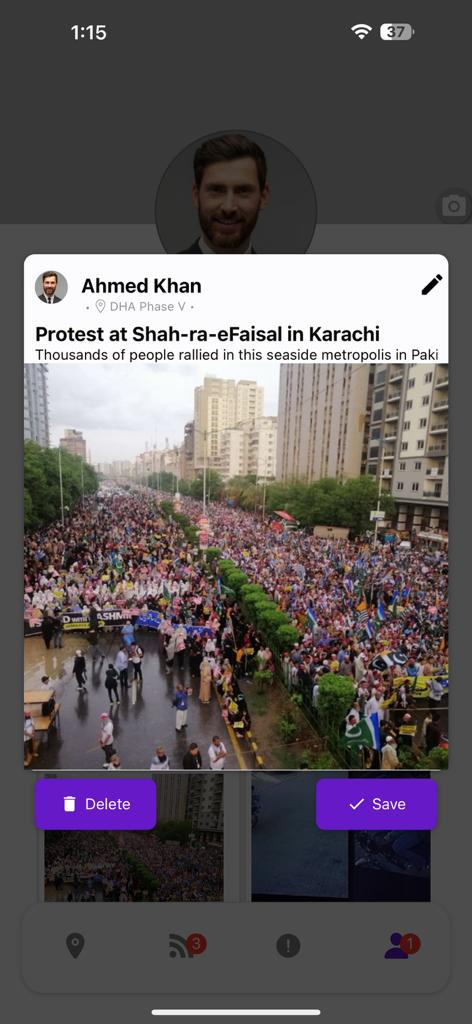 1:15
37
Ahmed Khan
• DHA Phase V •
Protest at Shah-ra-eFaisal in Karachi
Thousands of people rallied in this seaside metropolis in Paki
ASHMI
Delete
Save
3
1